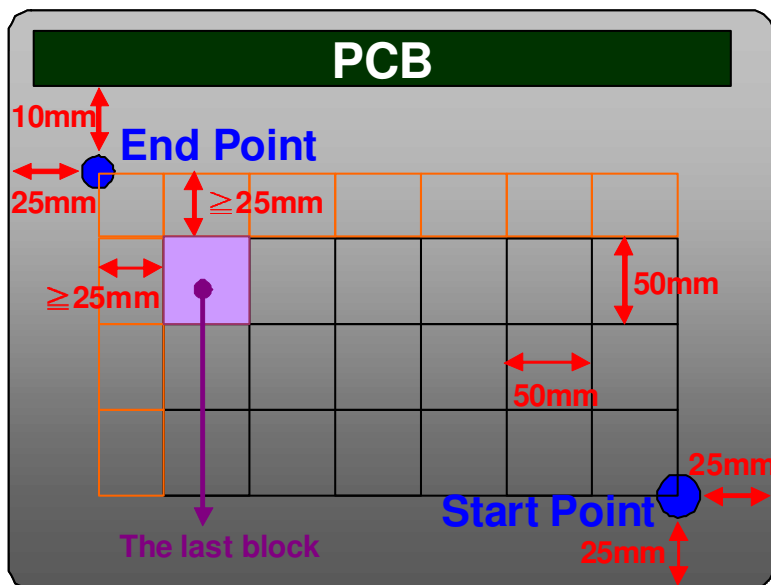 PCB
10mm
End Point
25mm
≧25mm
≧25mm
50mm
50mm
25mm
Start Point
The last block
25mm